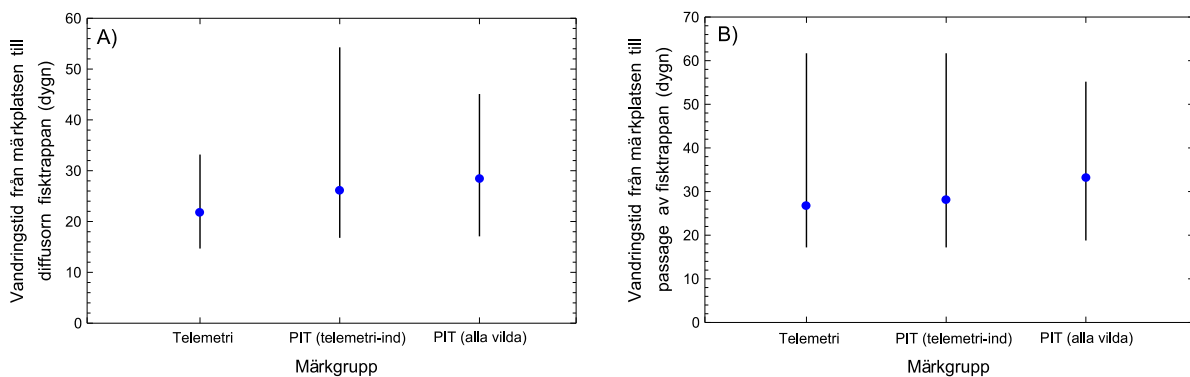 A)
Vandringstid från märkplatsen till
diffusorn fisktrappan (dygn)
60
50
40
30
20
10
0
Telemetri
PIT (telemetri-ind)
PIT (alla vilda)
Märkgrupp
B)
Vandringstid från märkplatsen till
passage av fisktrappan (dygn)
70
60
50
40
30
20
10
0
Telemetri
PIT (telemetri-ind)
PIT (alla vilda)
Märkgrupp